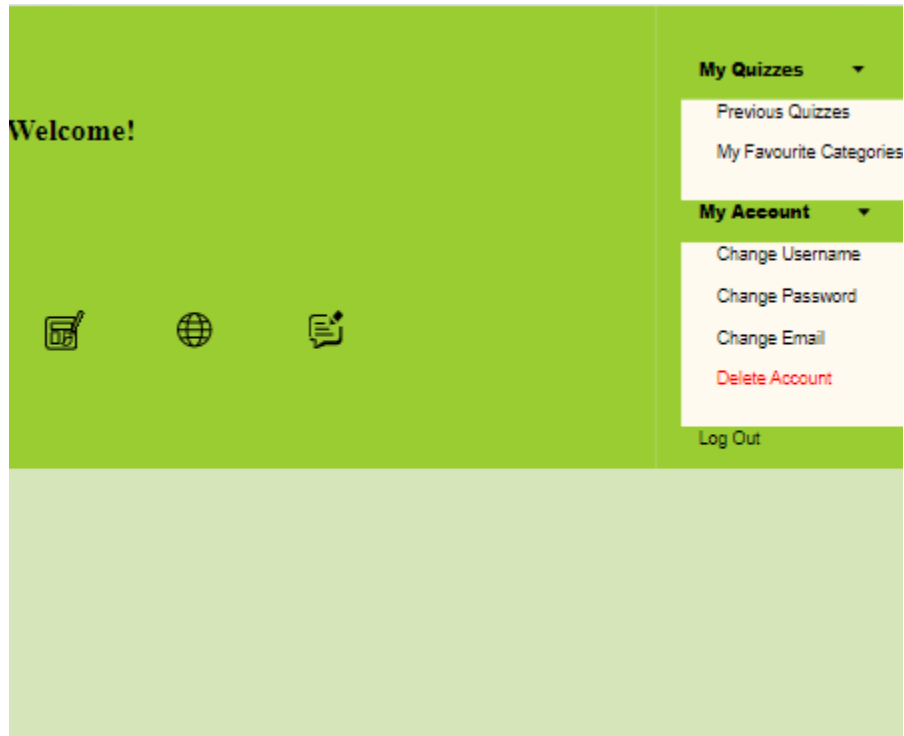 My Quizzes
Previous Quizzes
Welcome!
My Favourite Categories
My Account
Change Username
Change Password
Change Email
Delete Account
Log Out